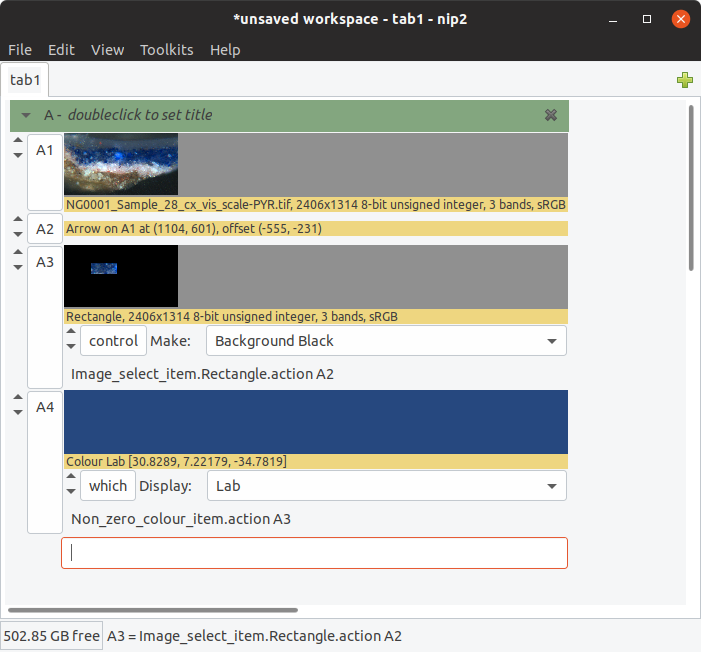 *unsaved workspace - tab1 - nip2
File Edit View Toolkits Help
tab1
A - doubleclick to set title
A1
NG0001_Sample_28_cx_vis_scale-PYR.tif, 2406x1314 8-bit unsigned integer, 3 bands, sRGB
A2 Arrow on A1 at (1104, 601), offset (-555, -231)
A3
Rectangle, 2406x1314 8-bit unsigned integer, 3 bands, sRGB
control Make: Background Black
Image_select_item.Rectangle.action A2
A4
Colour Lab [30.8289, 7.22179, -34.7819]
which Display: Lab
Non_zero_colour_item.action A3
502.85 GB free A3 = Image_select_item.Rectangle.action A2